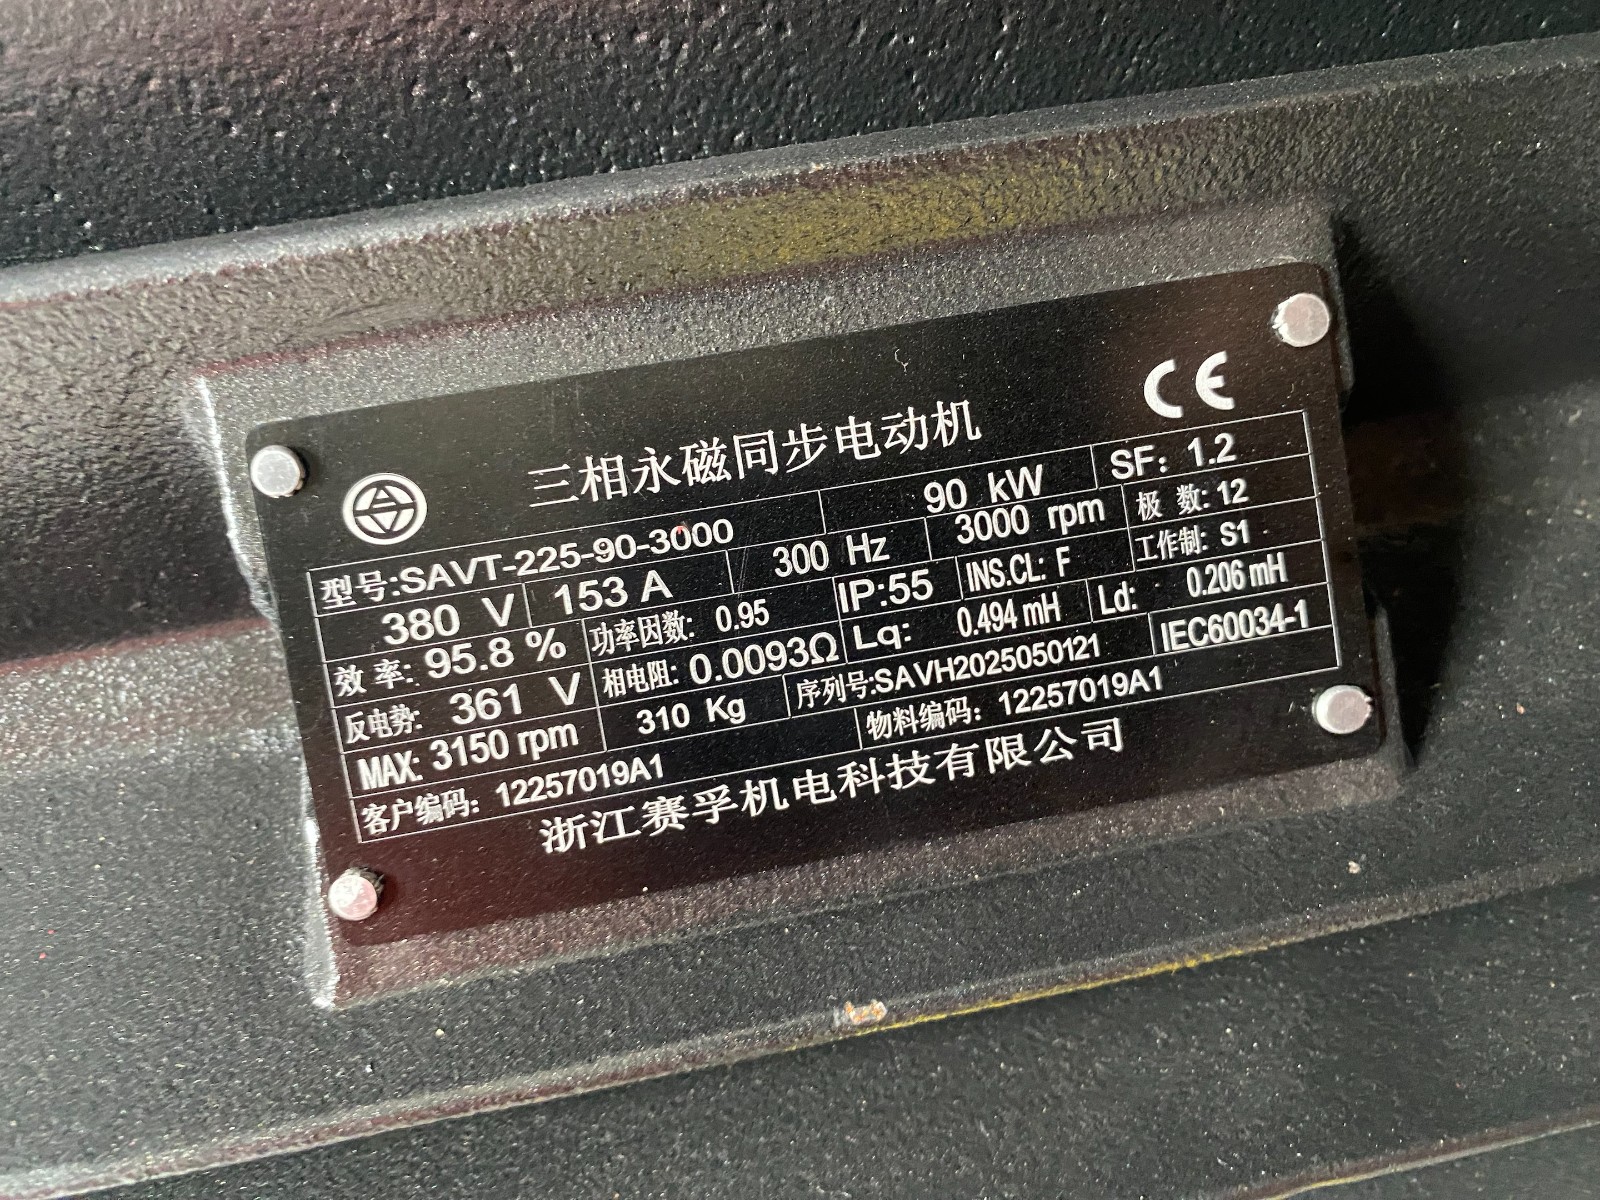 CE
三相永磁同步电动机
型号:SAVT-225-90-3000 90 kW SF: 1.2
380 V 153 A 300 Hz 3000 rpm 极 数: 12
效 率: 95.8 % 功率因数: 0.95 IP:55 INS.CL: F 工作制: S1
反电势: 361 V 相电阻: 0.0093Ω Lq: 0.494 mH Ld: 0.206 mH
MAX: 3150 rpm 310 Kg 序列号:SAVH2025050121 IEC60034-1
客户编码: 12257019A1 物料编码: 12257019A1
浙江赛孚机电科技有限公司